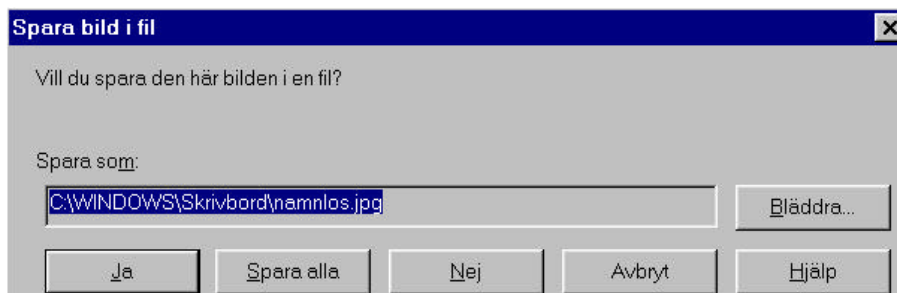 Spara bild i fil
Vill du spara den här bilden i en fil?
Spara som:
C:\WINDOWS\Skrivbord\namnlos.jpg
Bläddra...
Ja Spara alla Nej Avbryt Hjälp